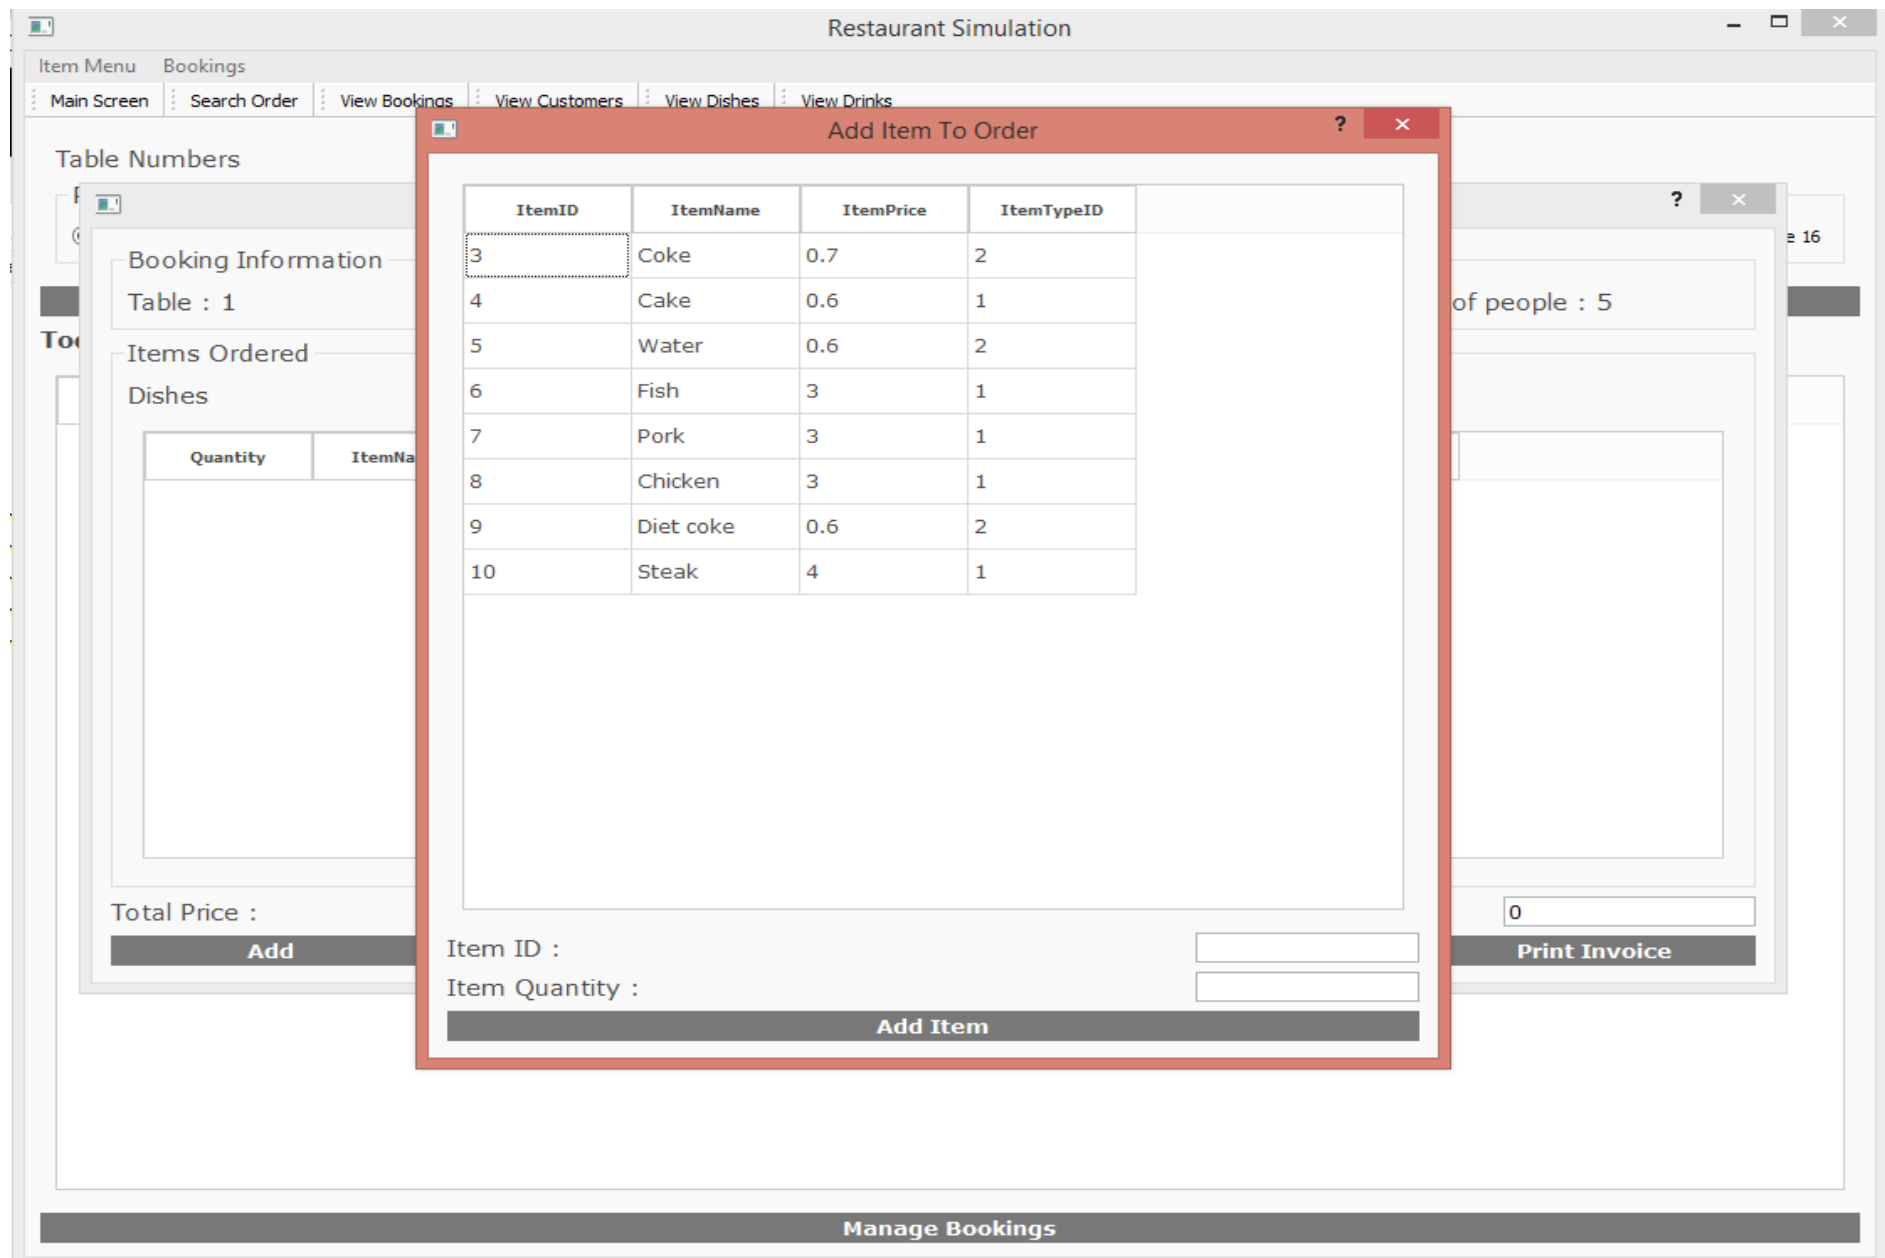 Restaurant Simulation
Item Menu Bookings
Main Screen Search Order View Bookings View Customers View Dishes View Drinks
Add Item To Order ?
Table Numbers
?
ItemID ItemName ItemPrice ItemTypeID
16
3 Coke 0.7 2
Booking Information
4 Cake 0.6 1
Table : 1
of people : 5
5 Water 0.6 2
Items Ordered
6 Fish 3 1
Dishes
7 Pork 3 1
Quantity
8 Chicken 3 1
9 Diet coke 0.6 2
10 Steak 4 1
Total Price :
0
Add
Print Invoice
Item ID :
Item Quantity :
Add Item
Manage Bookings